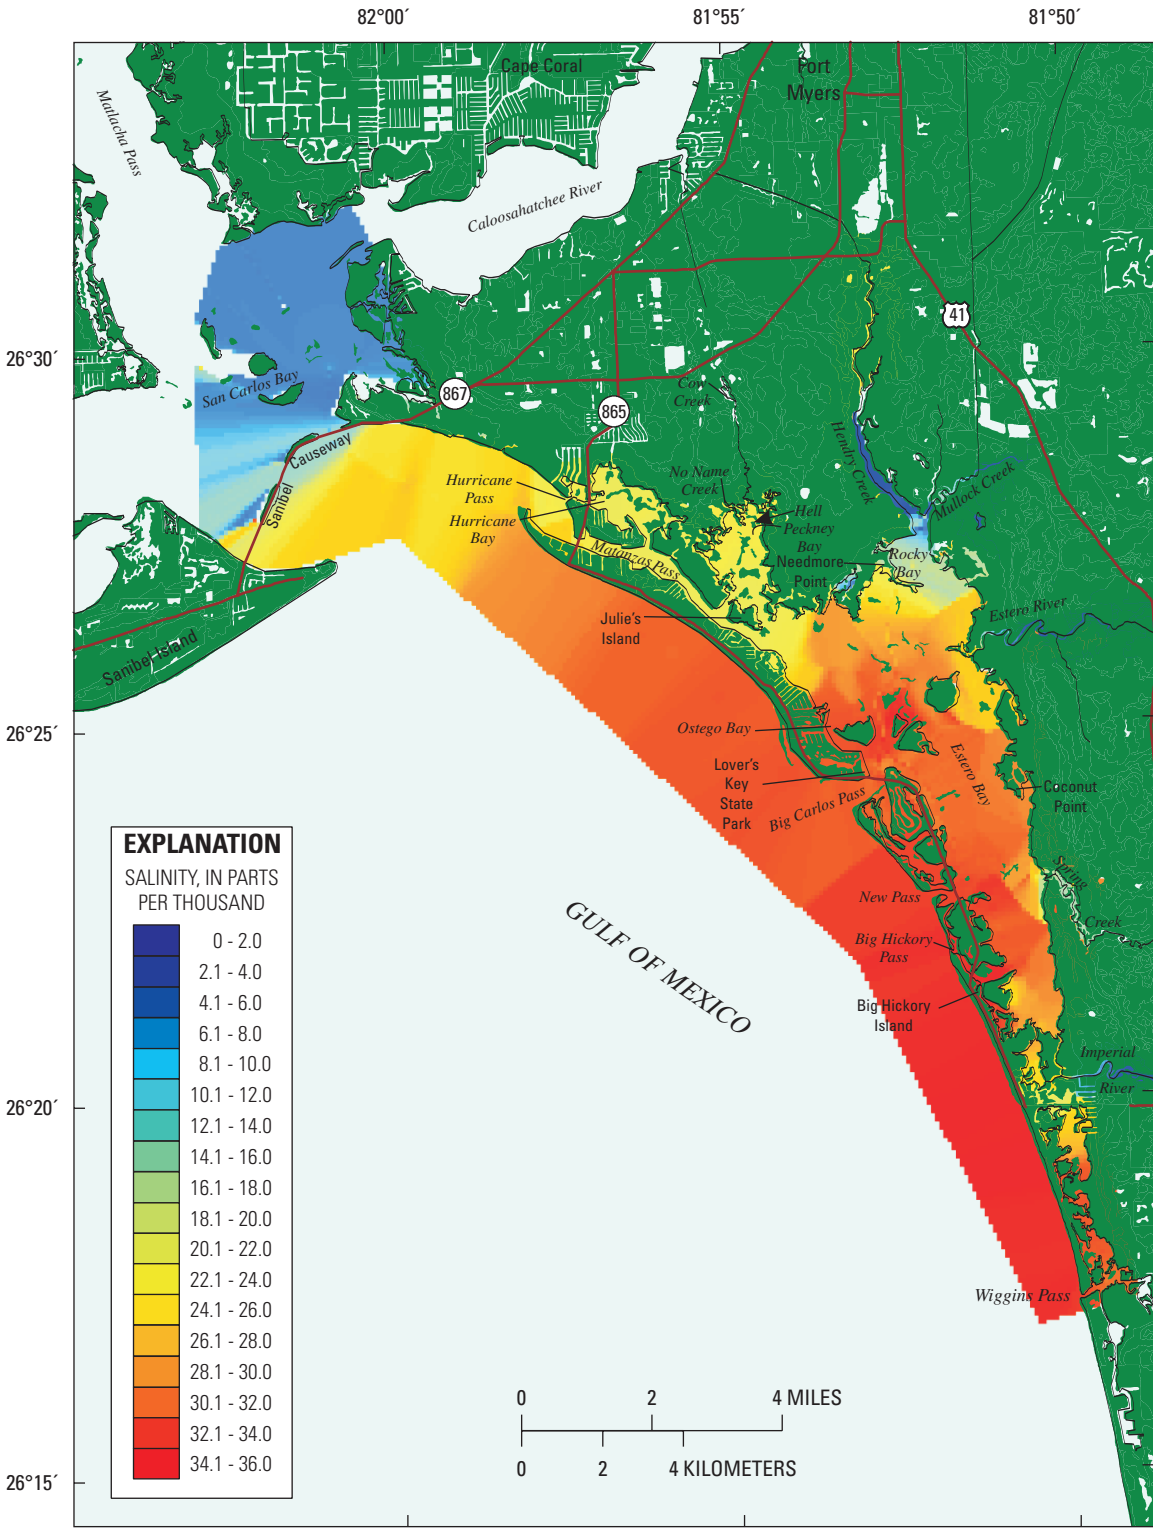 82°00´
81°55´
81°50´
26°30´
26°25´
26°20´
26°15´
Cape Coral
Fort
Myers
Matlacha Pass
Caloosahatchee River
41
San Carlos Bay
867
865
Cow
Creek
Causeway
Sanibel
Hendry Creek
Mullock Creek
Hurricane
Pass
Hurricane
Bay
No Name
Creek
Hell
Peckney
Bay
Matanzas Pass
Needmore
Point
Rocky
Bay
Estero River
Julie's
Island
Sanibel Island
Ostego Bay
Estero Bay
Lover's
Key
State
Park
Big Carlos Pass
Coconut
Point
Spring
Creek
New Pass
Big Hickory
Pass
Big Hickory
Island
GULF OF MEXICO
Imperial
River
Wiggins Pass
EXPLANATION
SALINITY, IN PARTS
PER THOUSAND
0 - 2.0
2.1 - 4.0
4.1 - 6.0
6.1 - 8.0
8.1 - 10.0
10.1 - 12.0
12.1 - 14.0
14.1 - 16.0
16.1 - 18.0
18.1 - 20.0
20.1 - 22.0
22.1 - 24.0
24.1 - 26.0
26.1 - 28.0
28.1 - 30.0
30.1 - 32.0
32.1 - 34.0
34.1 - 36.0
0 2 4 MILES
0 2 4 KILOMETERS